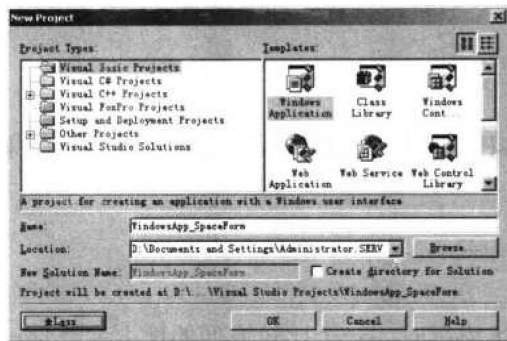 New Project
Project Types:
Templates:
Visual Basic Projects
Visual C# Projects
Visual C++ Projects
Visual FoxPro Projects
Setup and Deployment Projects
Other Projects
Visual Studio Solutions
Windows Application
Class Library
Windows Cont...
Web Application
Web Service
Web Control Library
A project for creating an application with a Windows user interface
Name:
WindowsApp_SpaceForm
Location:
D:\Documents and Settings\Administrator.SERV
Browse...
New Solution Name:
WindowsApp_SpaceForm
Create directory for Solution
Project will be created at D:\...\Visual Studio Projects\WindowsApp_SpaceForm.
Less
OK
Cancel
Help